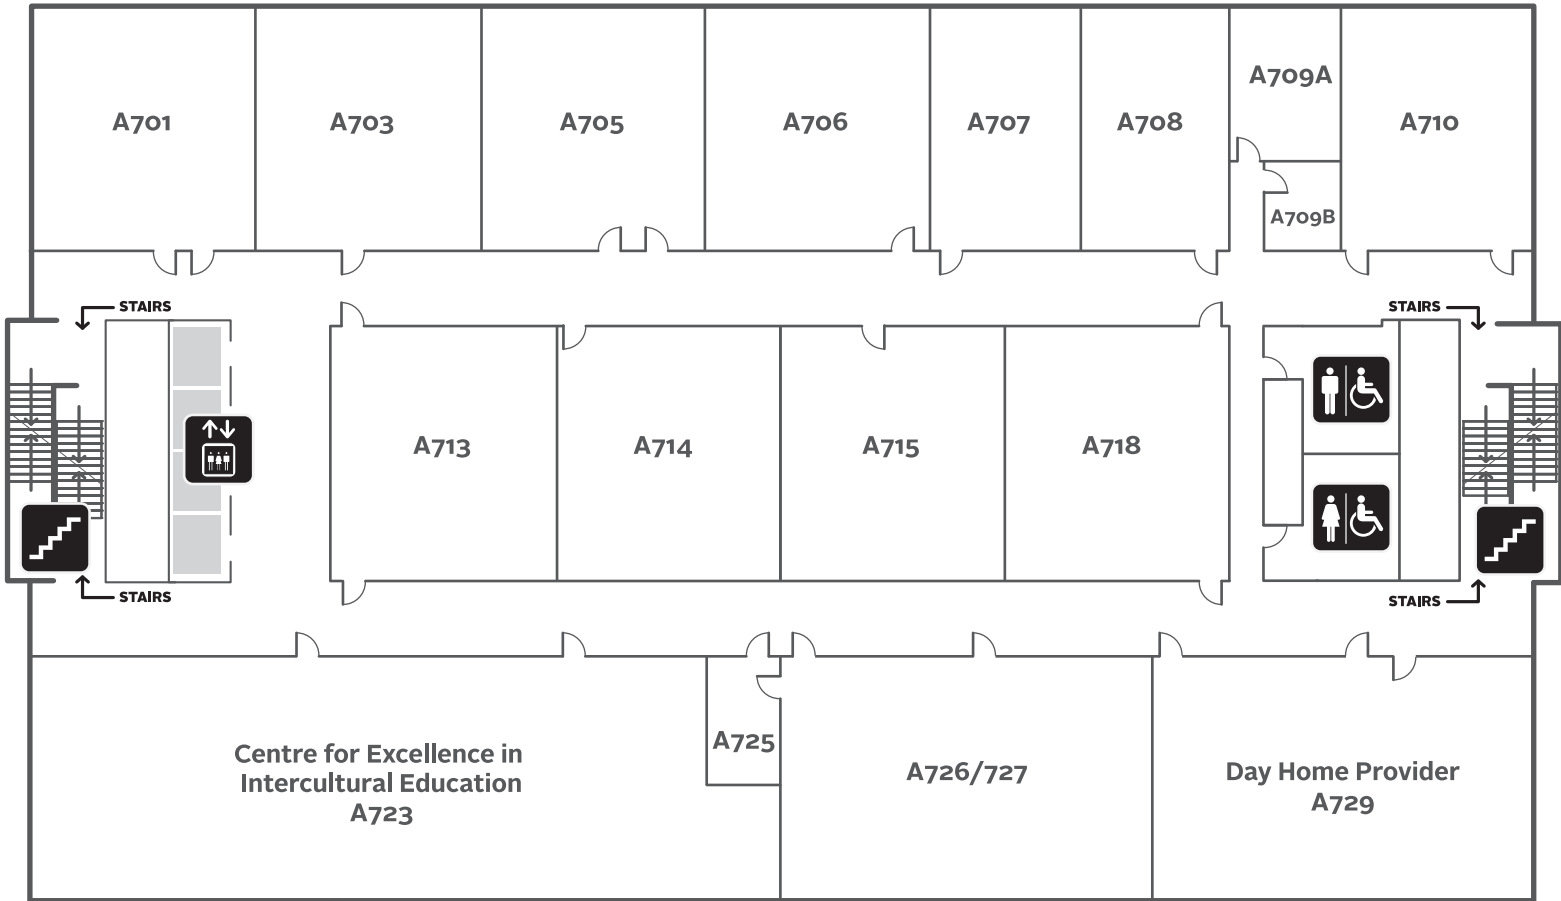 A701
A703
A705
A706
A707
A708
A709A
A710
A709B
STAIRS
STAIRS
A713
A714
A715
A718
STAIRS
STAIRS
Centre for Excellence in
Intercultural Education
A723
A725
A726/727
Day Home Provider
A729